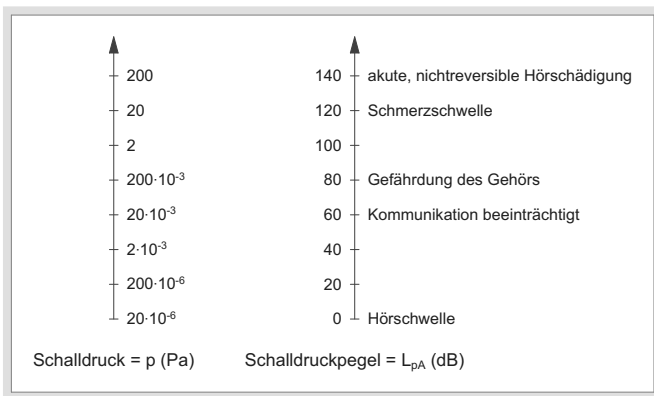 200 140 akute, nichtreversible Hörschädigung
20 120 Schmerzschwelle
2 100
200·10⁻³ 80 Gefährdung des Gehörs
20·10⁻³ 60 Kommunikation beeinträchtigt
2·10⁻³ 40
200·10⁻⁶ 20
20·10⁻⁶ 0 Hörschwelle
Schalldruck = p (Pa) Schalldruckpegel = LpA (dB)